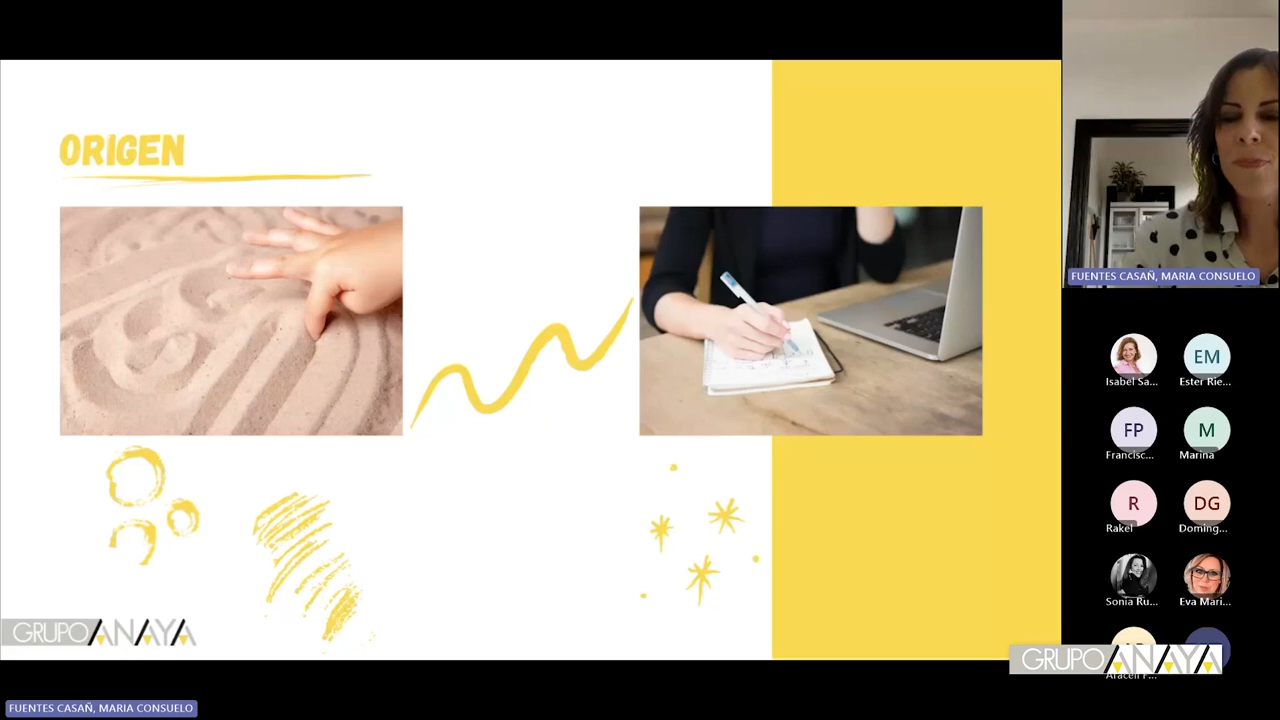 ORIGEN
GRUPO ANAYA
FUENTES CASAÑ, MARIA CONSUELO
FUENTES CASAÑ, MARIA CONSUELO
Isabel Sa...
EM
Ester Rie...
FP
Francisc...
M
Marina
R
Rakel
DG
Doming...
Sonia Ru...
Eva Mari...
GRUPO ANAYA